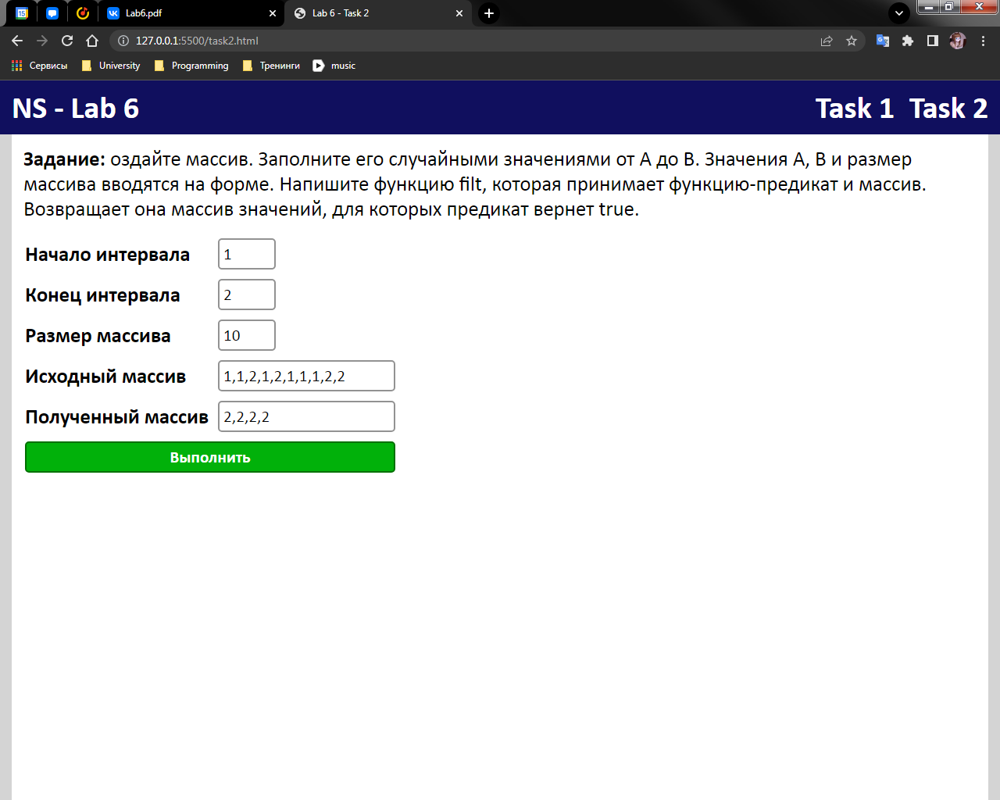 15
Lab6.pdf
Lab 6 - Task 2
127.0.0.1:5500/task2.html
Сервисы University Programming Тренинги music
NS - Lab 6
Task 1 Task 2
Задание: оздайте массив. Заполните его случайными значениями от А до В. Значения А, В и размер
массива вводятся на форме. Напишите функцию filt, которая принимает функцию-предикат и массив.
Возвращает она массив значений, для которых предикат вернет true.
Начало интервала 1
Конец интервала 2
Размер массива 10
Исходный массив 1,1,2,1,2,1,1,1,2,2
Полученный массив 2,2,2,2
Выполнить